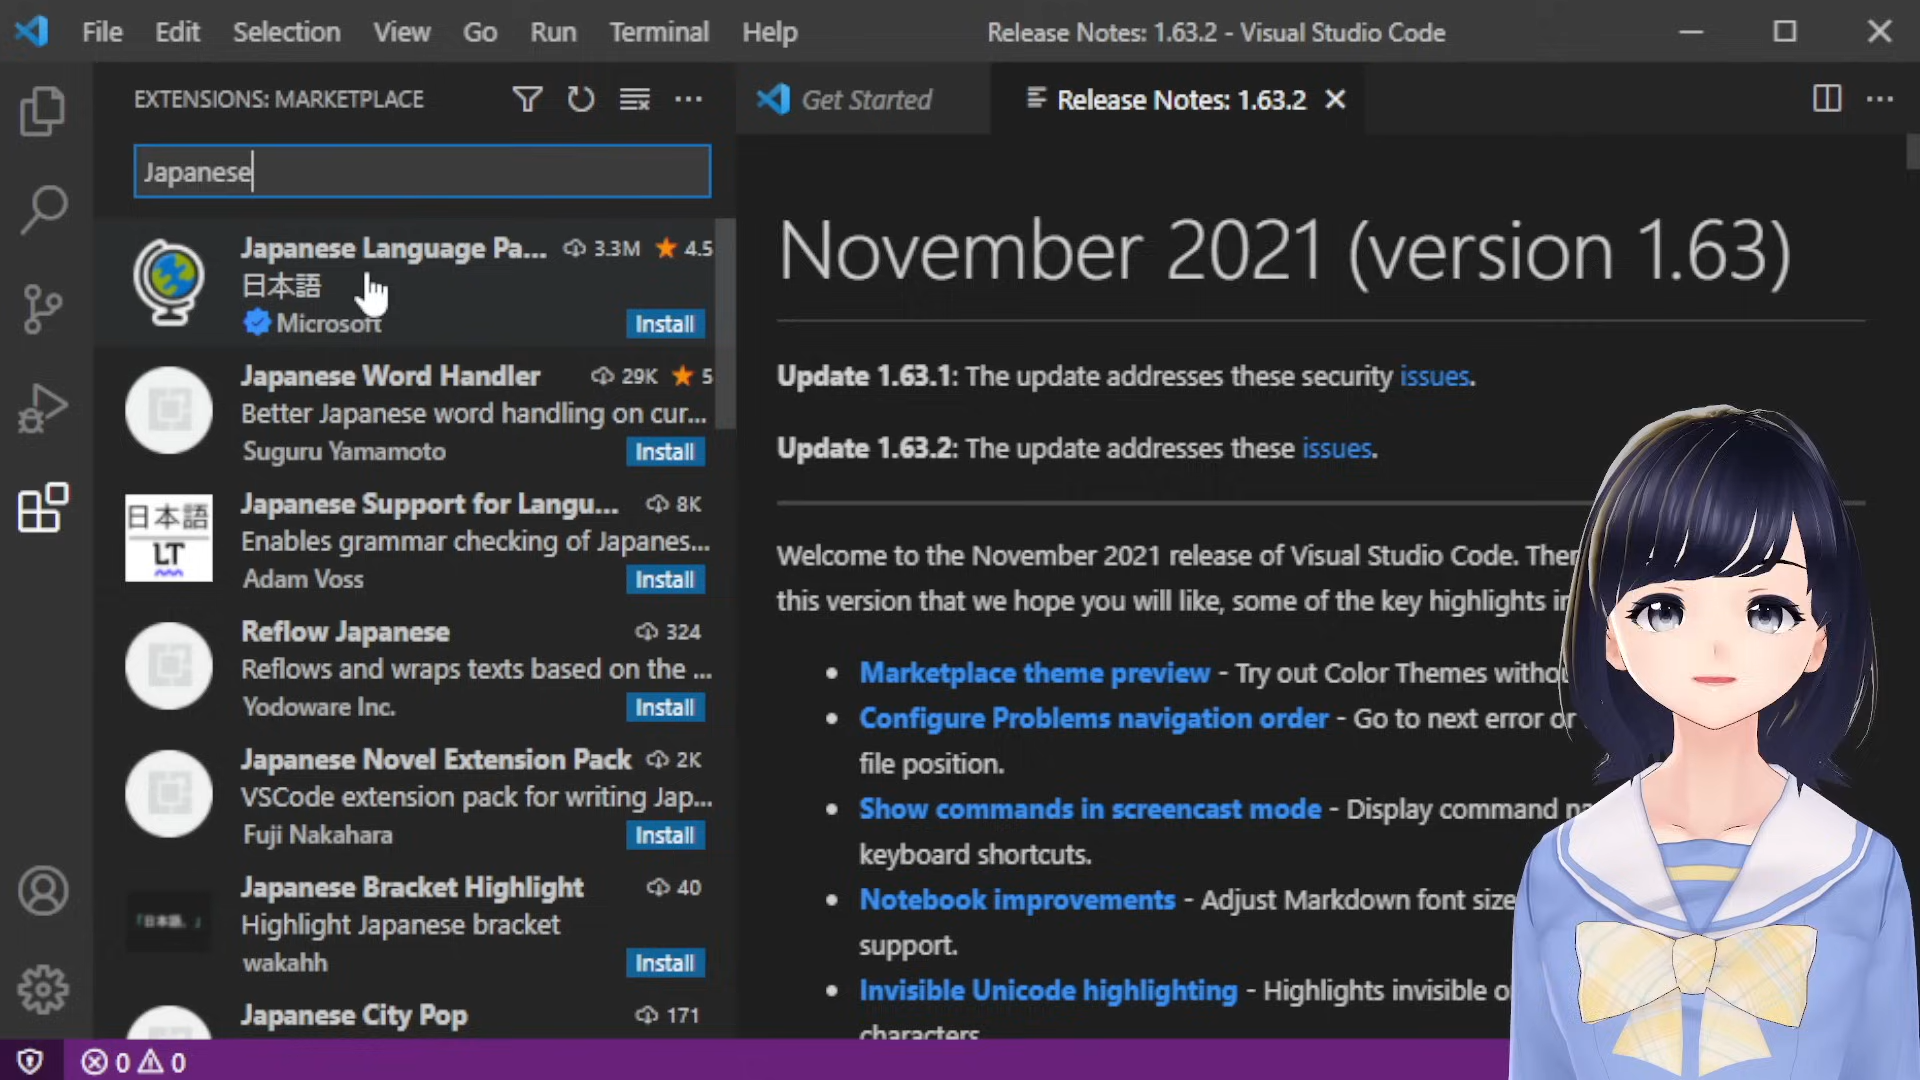 File Edit Selection View Go Run Terminal Help
Release Notes: 1.63.2 - Visual Studio Code
EXTENSIONS: MARKETPLACE
Japanese
Japanese Language Pa... 3.3M 4.5
日本語
Microsoft Install
Japanese Word Handler 29K 5
Better Japanese word handling on cur...
Suguru Yamamoto Install
日本語
LT
Japanese Support for Langu... 8K
Enables grammar checking of Japanes...
Adam Voss Install
Reflow Japanese 324
Reflows and wraps texts based on the ...
Yodoware Inc. Install
Japanese Novel Extension Pack 2K
VSCode extension pack for writing Jap...
Fuji Nakahara Install
「日本語。」
Japanese Bracket Highlight 40
Highlight Japanese bracket
wakahh Install
Japanese City Pop 171
0 0
Get Started
Release Notes: 1.63.2
November 2021 (version 1.63)
Update 1.63.1: The update addresses these security issues.
Update 1.63.2: The update addresses these issues.
Welcome to the November 2021 release of Visual Studio Code.
this version that we hope you will like, some of the key highlights
• Marketplace theme preview - Try out Color Themes
• Configure Problems navigation order - Go to next error or
file position.
• Show commands in screencast mode - Display command
keyboard shortcuts.
• Notebook improvements - Adjust Markdown font size
support.
• Invisible Unicode highlighting - Highlights invisible
characters